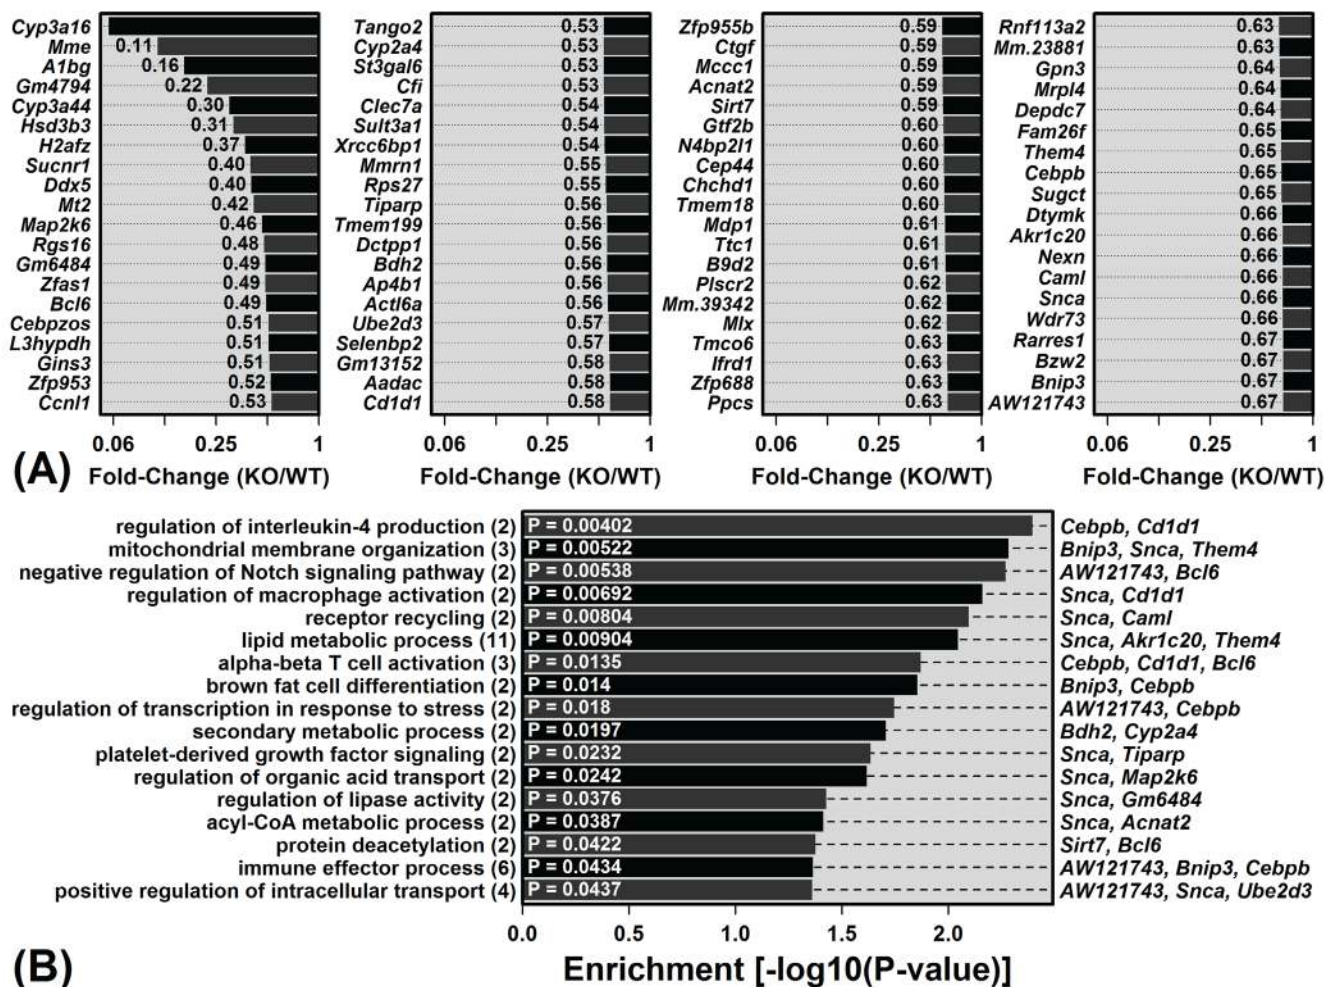 Cyp3a16
Mme 0.11
A1bg 0.16
Gm4794 0.22
Cyp3a44 0.30
Hsd3b3 0.31
H2afz 0.37
Sucnr1 0.40
Ddx5 0.40
Mt2 0.42
Map2k6 0.46
Rgs16 0.48
Gm6484 0.49
Zfas1 0.49
Bcl6 0.49
Cebpzos 0.51
L3hypdh 0.51
Gins3 0.51
Zfp953 0.52
Ccnl1 0.53
0.06 0.25 1
Fold-Change (KO/WT)
Tango2 0.53
Cyp2a4 0.53
St3gal6 0.53
Cfi 0.53
Clec7a 0.54
Sult3a1 0.54
Xrcc6bp1 0.54
Mmrn1 0.55
Rps27 0.55
Tiparp 0.56
Tmem199 0.56
Dctpp1 0.56
Bdh2 0.56
Ap4b1 0.56
Actl6a 0.56
Ube2d3 0.57
Selenbp2 0.57
Gm13152 0.58
Aadac 0.58
Cd1d1 0.58
0.06 0.25 1
Fold-Change (KO/WT)
Zfp955b 0.59
Ctgf 0.59
Mccc1 0.59
Acnat2 0.59
Sirt7 0.59
Gtf2b 0.60
N4bp2l1 0.60
Cep44 0.60
Chchd1 0.60
Tmem18 0.60
Mdp1 0.61
Ttc1 0.61
B9d2 0.61
Plscr2 0.62
Mm.39342 0.62
Mlx 0.62
Tmco6 0.63
Ifrd1 0.63
Zfp688 0.63
Ppcs 0.63
0.06 0.25 1
Fold-Change (KO/WT)
Rnf113a2 0.63
Mm.23881 0.63
Gpn3 0.64
Mrpl4 0.64
Depdc7 0.64
Fam26f 0.65
Them4 0.65
Cebpb 0.65
Sugct 0.65
Dtymk 0.66
Akr1c20 0.66
Nexn 0.66
Caml 0.66
Snca 0.66
Wdr73 0.66
Rarres1 0.67
Bzw2 0.67
Bnip3 0.67
AW121743 0.67
0.06 0.25 1
Fold-Change (KO/WT)
(A)
regulation of interleukin-4 production (2) P = 0.00402 Cebpb, Cd1d1
mitochondrial membrane organization (3) P = 0.00522 Bnip3, Snca, Them4
negative regulation of Notch signaling pathway (2) P = 0.00538 AW121743, Bcl6
regulation of macrophage activation (2) P = 0.00692 Snca, Cd1d1
receptor recycling (2) P = 0.00804 Snca, Caml
lipid metabolic process (11) P = 0.00904 Snca, Akr1c20, Them4
alpha-beta T cell activation (3) P = 0.0135 Cebpb, Cd1d1, Bcl6
brown fat cell differentiation (2) P = 0.014 Bnip3, Cebpb
regulation of transcription in response to stress (2) P = 0.018 AW121743, Cebpb
secondary metabolic process (2) P = 0.0197 Bdh2, Cyp2a4
platelet-derived growth factor signaling (2) P = 0.0232 Snca, Tiparp
regulation of organic acid transport (2) P = 0.0242 Snca, Map2k6
regulation of lipase activity (2) P = 0.0376 Snca, Gm6484
acyl-CoA metabolic process (2) P = 0.0387 Snca, Acnat2
protein deacetylation (2) P = 0.0422 Sirt7, Bcl6
immune effector process (6) P = 0.0434 AW121743, Bnip3, Cebpb
positive regulation of intracellular transport (4) P = 0.0437 AW121743, Snca, Ube2d3
0.0 0.5 1.0 1.5 2.0
Enrichment [-log10(P-value)]
(B)